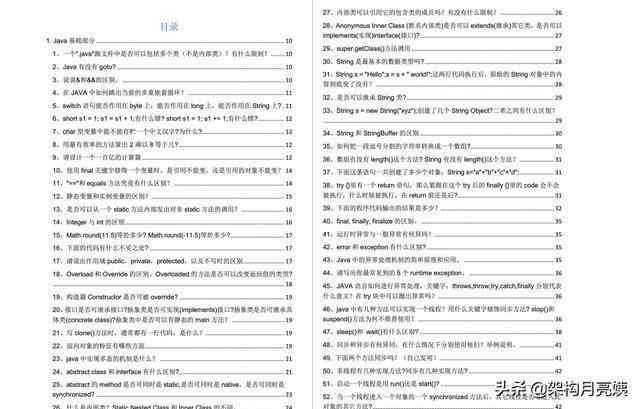 目录
1. Java 基础部分 10
1、一个".java"源文件中是否可以包括多个类（不是内部类）？有什么限制？ 10
2、Java 有没有 goto? 10
3、说说&和&&的区别。 10
4、在 JAVA 中如何跳出当前的多重嵌套循环？ 10
5、switch 语句能否作用在 byte 上，能否作用在 long 上，能否作用在 String 上? 11
6、short s1 = 1; s1 = s1 + 1;有什么错? short s1 = 1; s1 += 1;有什么错? 12
7、char 型变量中能不能存贮一个中文汉字?为什么? 12
8、用最有效率的方法算出 2 乘以 8 等于几? 12
9、请设计一个一百亿的计算器 12
10、使用 final 关键字修饰一个变量时，是引用不能变，还是引用的对象不能变？ 14
11、"=="和 equals 方法究竟有什么区别？ 14
12、静态变量和实例变量的区别？ 15
13、是否可以从一个 static 方法内部发出对非 static 方法的调用？ 16
14、Integer 与 int 的区别 16
15、Math.round(11.5)等於多少? Math.round(-11.5)等於多少? 17
16、下面的代码有什么不妥之处? 17
17、请说出作用域 public，private，protected，以及不写时的区别 17
18、Overload 和 Override 的区别。Overloaded 的方法是否可以改变返回值的类型?
18
19、构造器 Constructor 是否可被 override? 19
20、接口是否可继承接口?抽象类是否可实现(implements)接口?抽象类是否可继承具
体类(concrete class)?抽象类中是否可以有静态的 main 方法？ 19
21、写 clone()方法时，通常都有一行代码，是什么？ 19
22、面向对象的特征有哪些方面 19
23、java 中实现多态的机制是什么？ 21
24、abstract class 和 interface 有什么区别? 21
25、abstract 的 method 是否可同时是 static,是否可同时是 native，是否可同时是
synchronized? 23
26、什么是内部类？Static Nested Class 和 Inner Class 的不同。
27、内部类可以引用它的包含类的成员吗？有没有什么限制？ 26
28、Anonymous Inner Class (匿名内部类)是否可以 extends(继承)其它类，是否可以
implements(实现)interface(接口)? 27
29、super.getClass()方法调用 27
30、String 是最基本的数据类型吗? 27
31、String s = "Hello";s = s + " world!";这两行代码执行后，原始的 String 对象中的内
容到底变了没有？ 28
32、是否可以继承 String 类? 28
33、String s = new String("xyz");创建了几个 String Object?二者之间有什么区别？
29
34、String 和 StringBuffer 的区别 29
35、如何把一段逗号分割的字符串转换成一个数组? 30
36、数组有没有 length()这个方法? String 有没有 length()这个方法？ 31
37、下面这条语句一共创建了多少个对象：String s="a"+"b"+"c"+"d"; 31
38、try {}里有一个 return 语句，那么紧跟在这个 try 后的 finally {}里的 code 会不会
被执行，什么时候被执行，在 return 前还是后? 31
39、下面的程序代码输出的结果是多少？ 32
40、final, finally, finalize 的区别。 34
41、运行时异常与一般异常有何异同？ 34
42、error 和 exception 有什么区别? 35
43、Java 中的异常处理机制的简单原理和应用。 35
44、请写出你最常见到的 5 个 runtime exception。 36
45、JAVA 语言如何进行异常处理，关键字：throws,throw,try,catch,finally 分别代表
什么意义？在 try 块中可以抛出异常吗？ 36
46、java 中有几种方法可以实现一个线程？用什么关键字修饰同步方法? stop()和
suspend()方法为何不推荐使用？ 36
47、sleep()和 wait()有什么区别? 38
48、同步和异步有何异同，在什么情况下分别使用他们？举例说明。 41
49、下面两个方法同步吗？（自己发明）
50、多线程有几种实现方法?同步有几种实现方法?
51、启动一个线程是用 run()还是 start()?
52、当一个线程进入一个对象的一个 synchronized 方法后，其它线程是否可进入此
对象的其它方法?
头条 @架构月亮姨